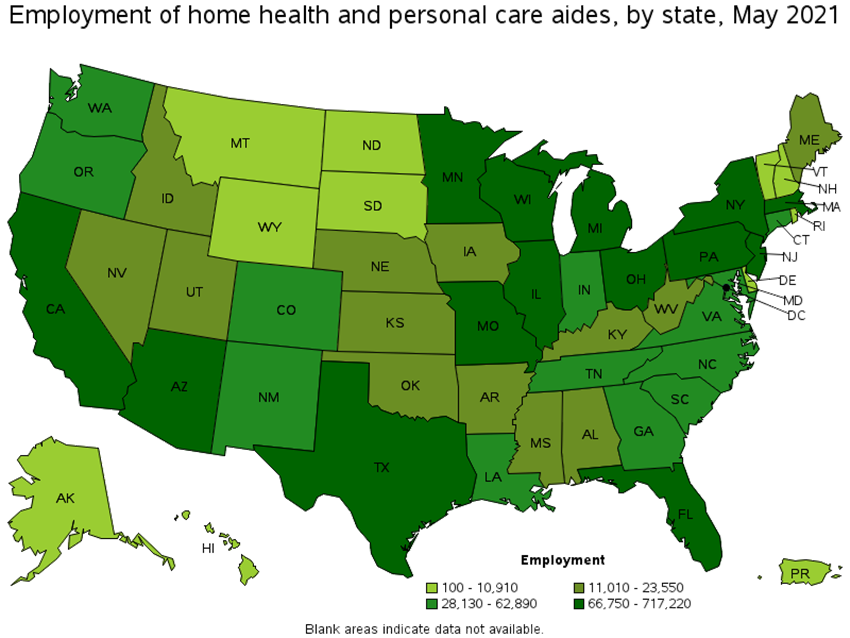 Employment of home health and personal care aides, by state, May 2021
WA
MT
ND
ME
OR
MN
VT
ID
SD
WI
NH
WY
MI
NY
MA
RI
IA
CT
NV
NE
PA
NJ
UT
IL
IN
OH
DE
CA
CO
WV
MD
KS
MO
VA
DC
KY
NC
TN
AZ
OK
NM
AR
SC
MS
AL
GA
TX
LA
AK
FL
HI
PR
Employment
100 - 10,910 11,010 - 23,550
28,130 - 62,890 66,750 - 717,220
Blank areas indicate data not available.